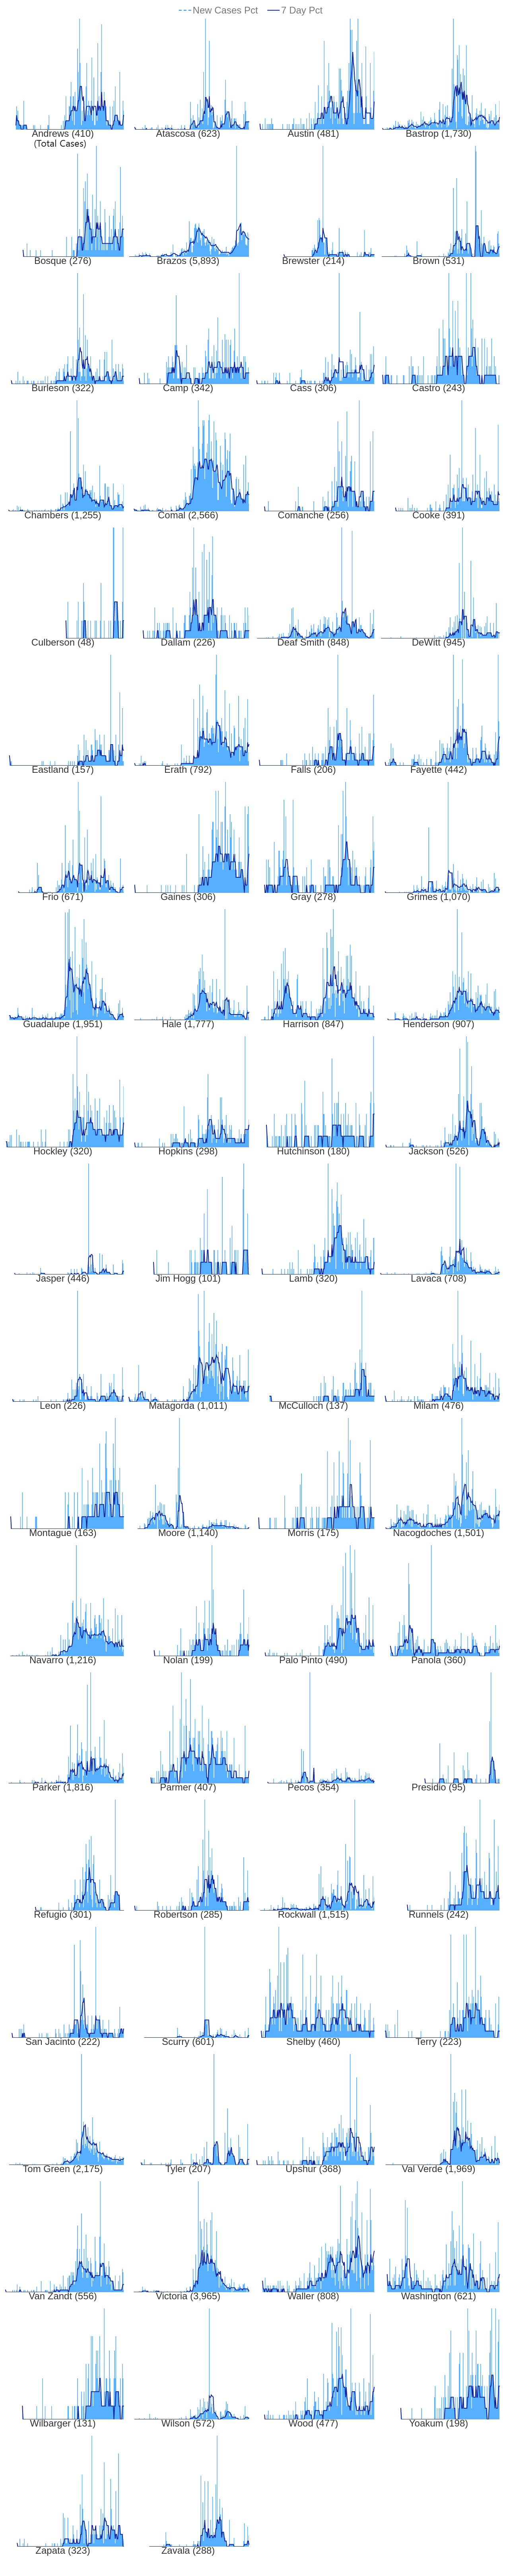 New Cases Pct 7 Day Pct
Andrews (410) Atascosa (623) Austin (481) Bastrop (1,730)
(Total Cases)
Bosque (276) Brazos (5,893) Brewster (214) Brown (531)
Burleson (322) Camp (342) Cass (306) Castro (243)
Chambers (1,255) Comal (2,566) Comanche (256) Cooke (391)
Culberson (48) Dallam (226) Deaf Smith (848) DeWitt (945)
Eastland (157) Erath (792) Falls (206) Fayette (442)
Frio (671) Gaines (306) Gray (278) Grimes (1,070)
Guadalupe (1,951) Hale (1,777) Harrison (847) Henderson (907)
Hockley (320) Hopkins (298) Hutchinson (180) Jackson (526)
Jasper (446) Jim Hogg (101) Lamb (320) Lavaca (708)
Leon (226) Matagorda (1,011) McCulloch (137) Milam (476)
Montague (163) Moore (1,140) Morris (175) Nacogdoches (1,501)
Navarro (1,216) Nolan (199) Palo Pinto (490) Panola (360)
Parker (1,816) Parmer (407) Pecos (354) Presidio (95)
Refugio (301) Robertson (285) Rockwall (1,515) Runnels (242)
San Jacinto (222) Scurry (601) Shelby (460) Terry (223)
Tom Green (2,175) Tyler (207) Upshur (368) Val Verde (1,969)
Van Zandt (556) Victoria (3,965) Waller (808) Washington (621)
Wilbarger (131) Wilson (572) Wood (477) Yoakum (198)
Zapata (323) Zavala (288)